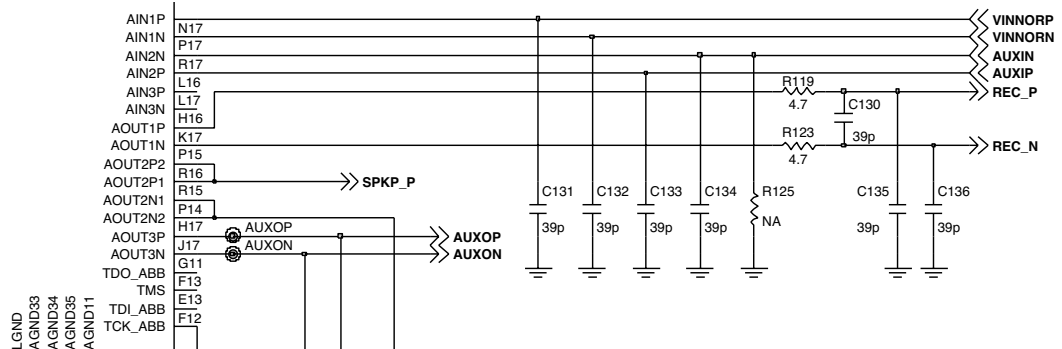 AIN1P
N17
AIN1N
P17
AIN2N
R17
AIN2P
L16
AIN3P
L17
AIN3N
H16
AOUT1P
K17
AOUT1N
P15
AOUT2P2
R16
AOUT2P1
R15
AOUT2N1
P14
AOUT2N2
H17
AOUT3P
J17
AOUT3N
G11
TDO_ABB
F13
TMS
E13
TDI_ABB
F12
TCK_ABB
LGND
AGND33
AGND34
AGND35
AGND11
SPKP_P
AUXOP
AUXOP
AUXON
AUXON
VINNORP
VINNORN
AUXIN
AUXIP
REC_P
REC_N
R119
4.7
C130
39p
R123
4.7
C131
39p
C132
39p
C133
39p
C134
39p
R125
NA
C135
39p
C136
39p